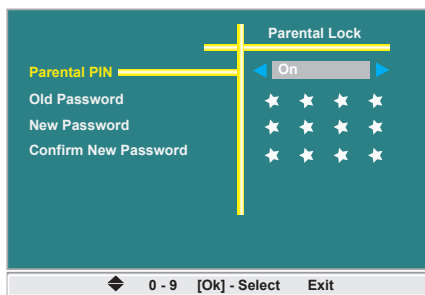 Parental Lock
Parental PIN On
Old Password
New Password
Confirm New Password
0 - 9 [Ok] - Select Exit